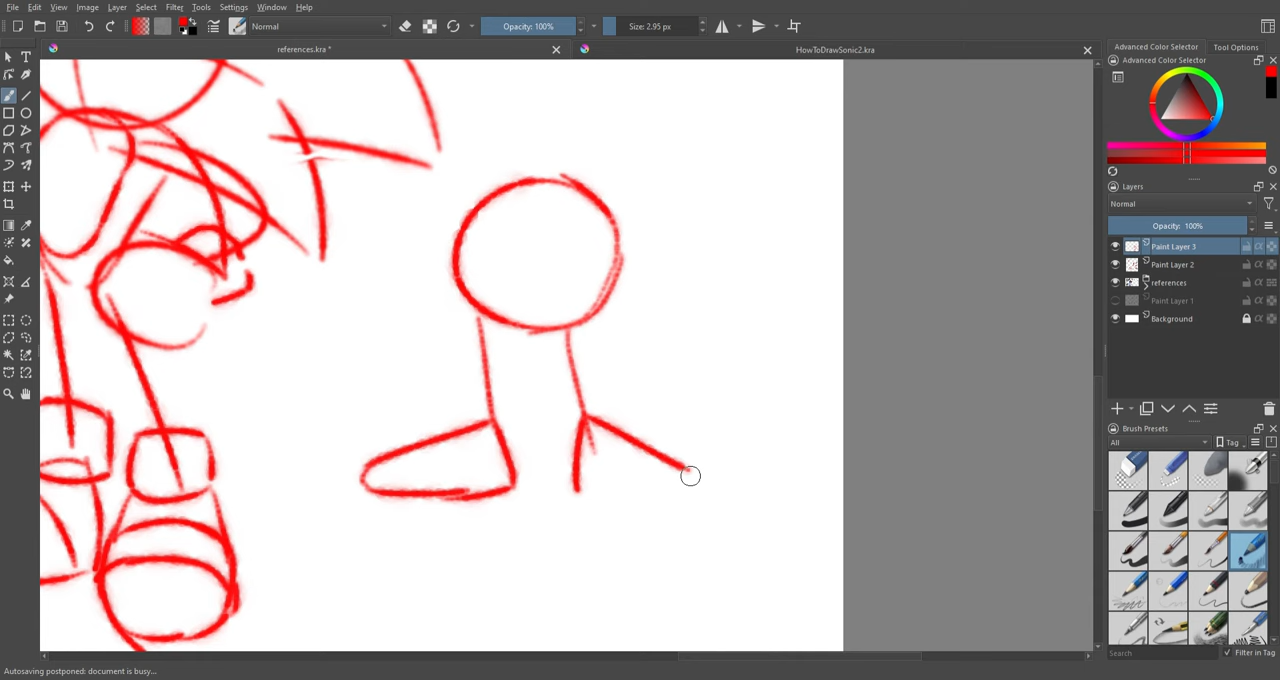 File Edit View Image Layer Select Filter Tools Settings Window Help
Normal Opacity: 100% Size: 2.95 px
references.kra * HowToDrawSonic2.kra
Advanced Color Selector Tool Options
Advanced Color Selector
Layers
Normal
Opacity: 100%
Paint Layer 3
Paint Layer 2
references
Paint Layer 1
Background
Brush Presets
All Tag
Search Filter in Tag
Autosaving postponed: document is busy...